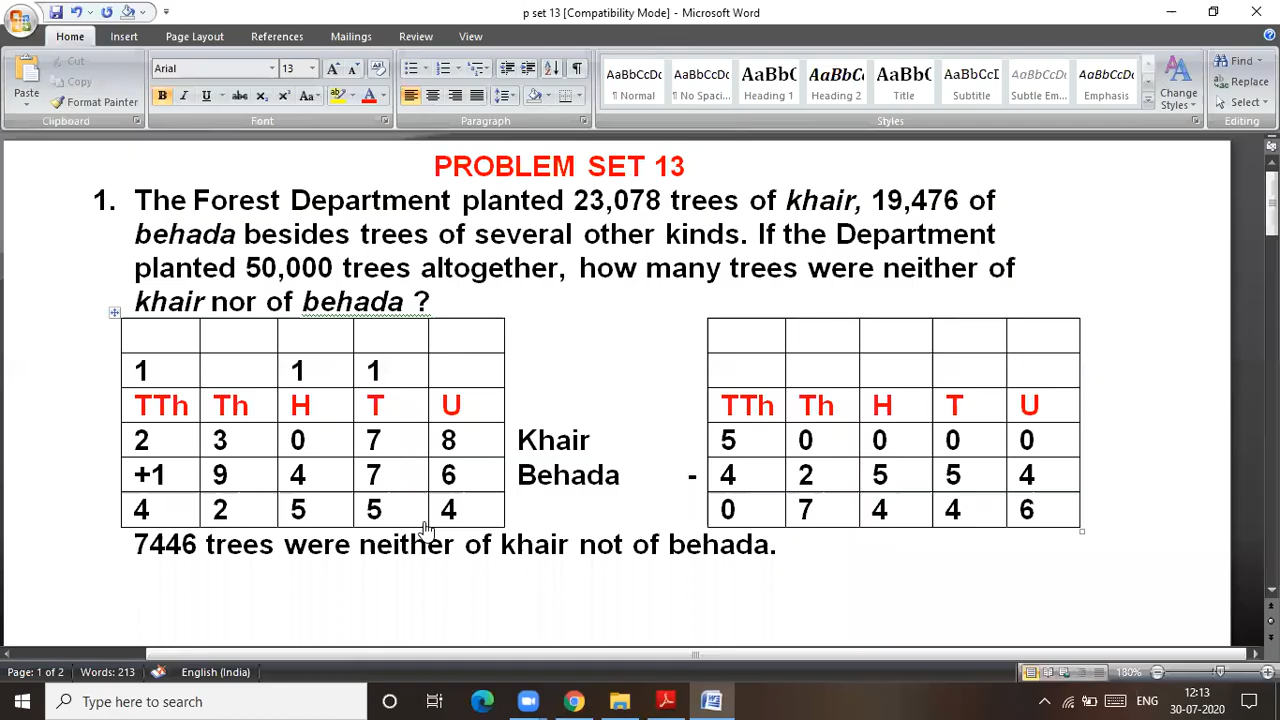 p set 13 [Compatibility Mode] - Microsoft Word
Home Insert Page Layout References Mailings Review View
Paste
Cut
Copy
Format Painter
Clipboard
Arial 13
B I U abc X₂ X² Aa A
Font
Paragraph
AaBbCcDc AaBbCcDc AaBbC AaBbCc AaBbC AaBbCcI AaBbCcDc AaBbCcDc
¶ Normal ¶ No Spaci... Heading 1 Heading 2 Title Subtitle Subtle Em... Emphasis
Change Styles
Styles
Find
Replace
Select
Editing
PROBLEM SET 13
1. The Forest Department planted 23,078 trees of khair, 19,476 of
behada besides trees of several other kinds. If the Department
planted 50,000 trees altogether, how many trees were neither of
khair nor of behada ?
1 1 1
TTh Th H T U TTh Th H T U
2 3 0 7 8 Khair 5 0 0 0 0
+1 9 4 7 6 Behada - 4 2 5 5 4
4 2 5 5 4 0 7 4 4 6
7446 trees were neither of khair not of behada.
Page: 1 of 2 Words: 213 English (India) 180%
Type here to search
ENG
12:13
30-07-2020